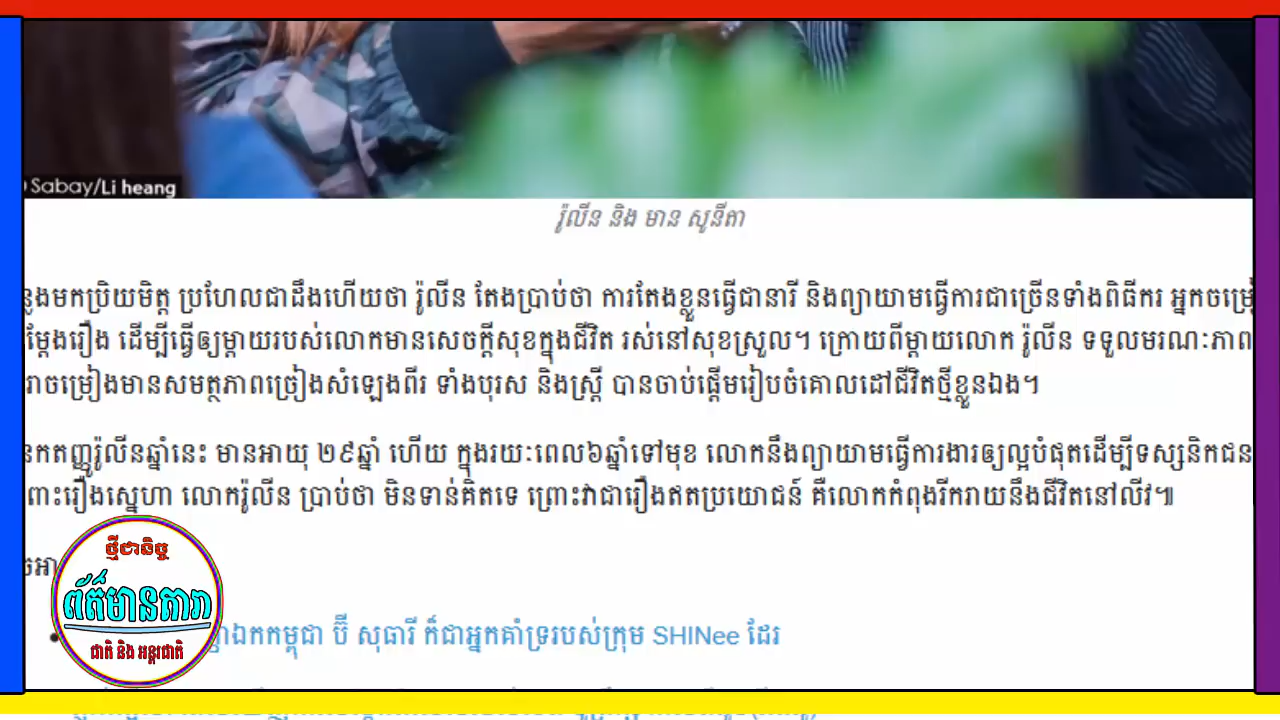 Sabay/Li heang
រ៉ូលីន និង មាន សូនីតា
ន្លងមកប្រិយមិត្ត ប្រហែលជាដឹងហើយថា រ៉ូលីន តែងប្រាប់ថា ការតែងខ្លួនធ្វើជានារី និងព្យាយាមធ្វើការជាច្រើនទាំងពិធីករ អ្នកចម្រៀ
ម្ដែងរឿង ដើម្បីធ្វើឲ្យម្ដាយរបស់លោកមានសេចក្ដីសុខក្នុងជីវិត រស់នៅសុខស្រួល។ ក្រោយពីម្ដាយលោក រ៉ូលីន ទទួលមរណៈភាព
រាចម្រៀងមានសមត្ថភាពច្រៀងសំឡេងពីរ ទាំងបុរស និងស្ត្រី បានចាប់ផ្ដើមរៀបចំគោលដៅជីវិតថ្មីខ្លួនឯង។
នកតញ្ញូរ៉ូលីនឆ្នាំនេះ មានអាយុ ២៩ឆ្នាំ ហើយ ក្នុងរយៈពេល៦ឆ្នាំទៅមុខ លោកនឹងព្យាយាមធ្វើការងារឲ្យល្អបំផុតដើម្បីទស្សនិកជន
ពោះរឿងស្នេហា លោករ៉ូលីន ប្រាប់ថា មិនទាន់គិតទេ ព្រោះវាជារឿងឥតប្រយោជន៍ គឺលោកកំពុងរីករាយនឹងជីវិតនៅលីវ៕
ថ្មីជានិច្ច
ព័ត៌មានតារា
ជាតិ និង អន្តរជាតិ
ឯកកម្ពុជា ប៊ី សុធារី ក៏ជាអ្នកគាំទ្ររបស់ក្រុម SHINee ដែរ